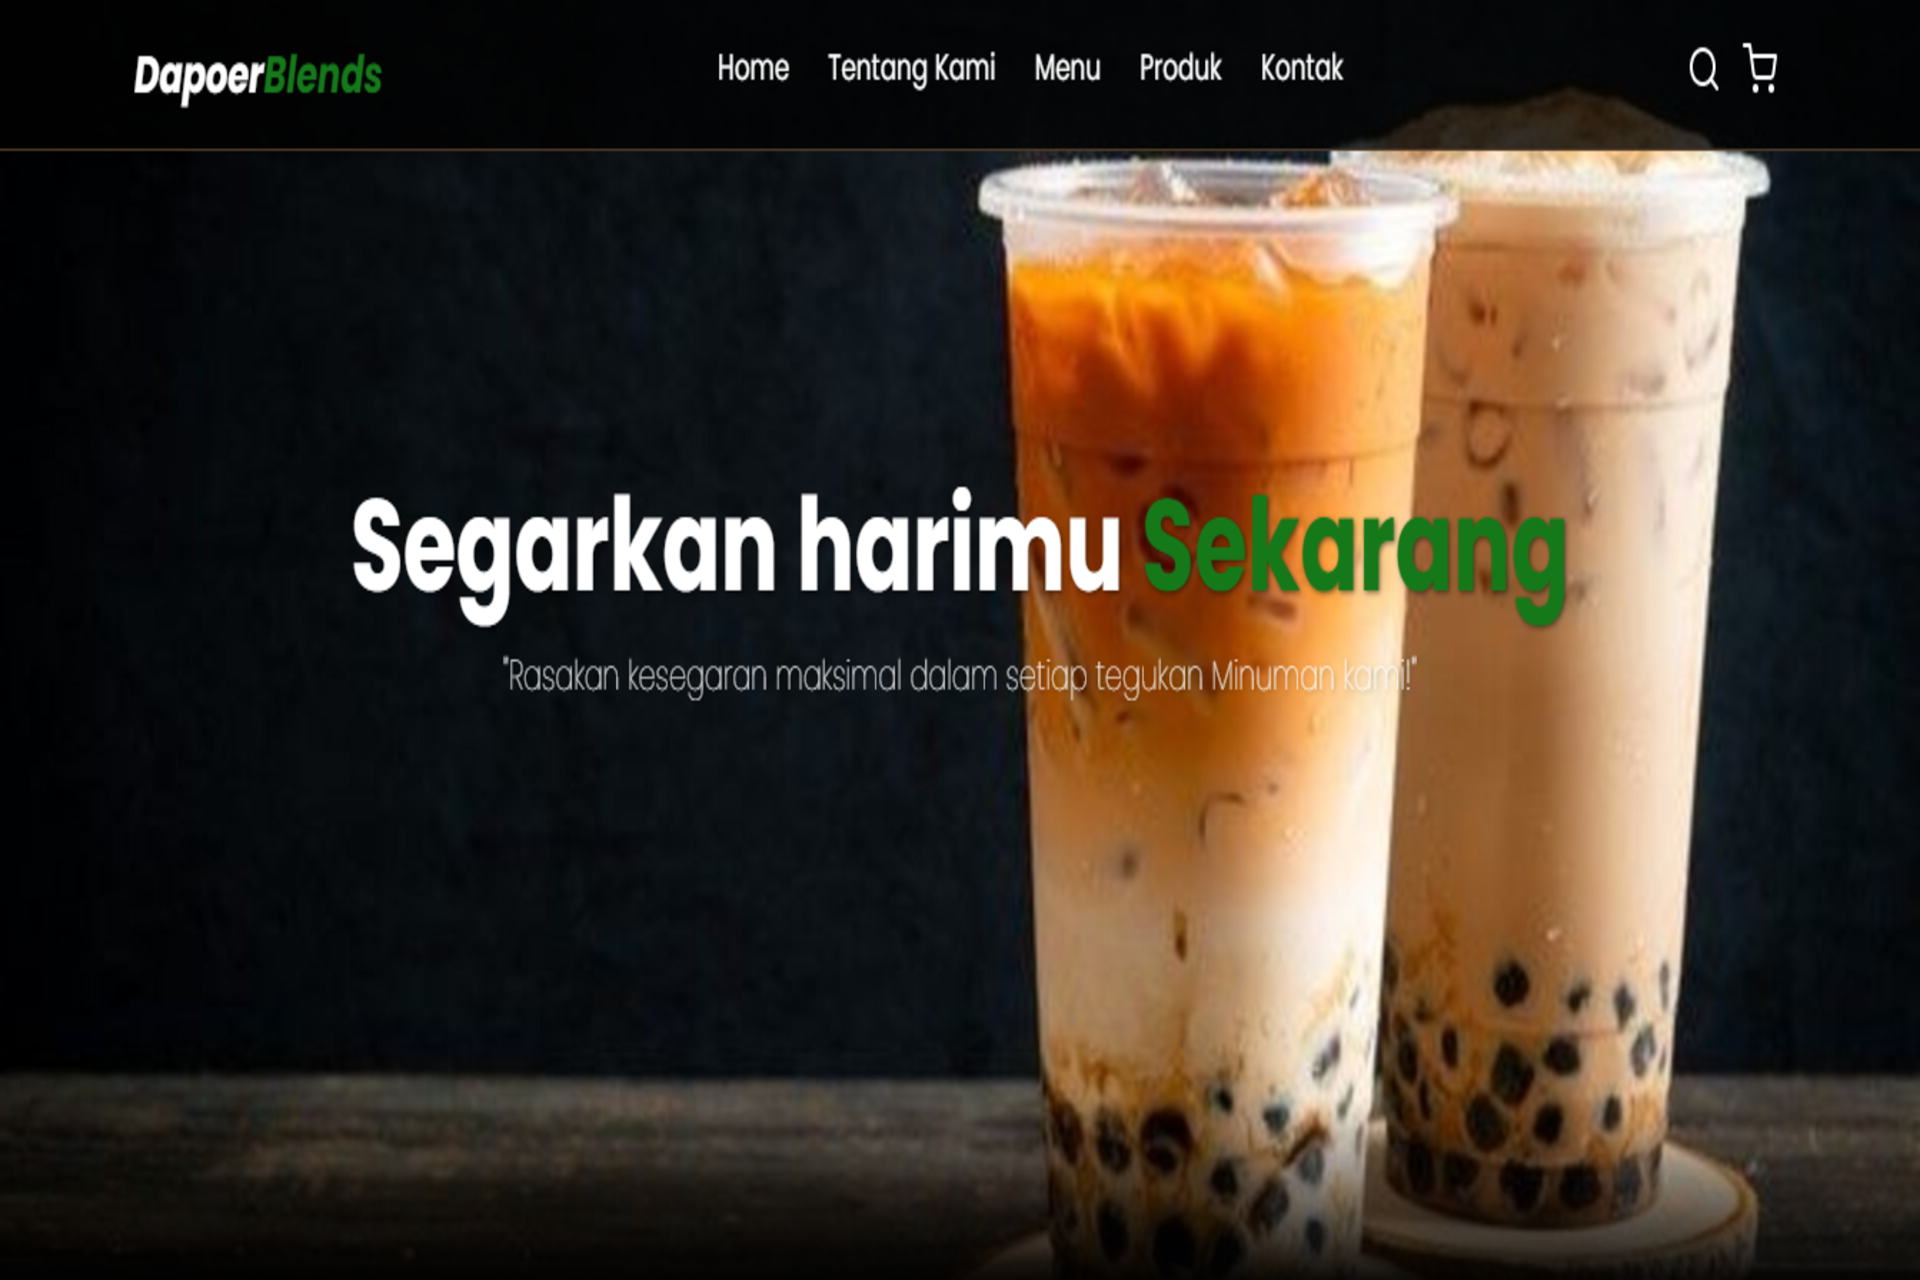 DapoerBlends
Home Tentang Kami Menu Produk Kontak
Segarkan harimu Sekarang
"Rasakan kesegaran maksimal dalam setiap tegukan Minuman kami!"